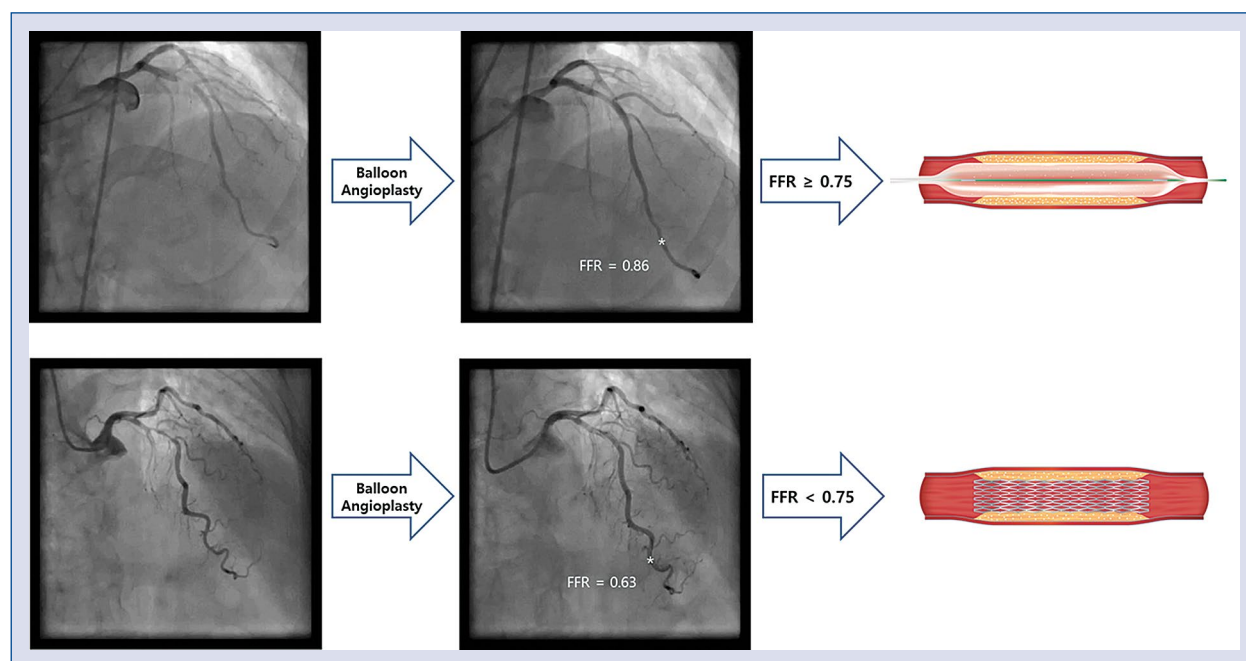 Balloon
Angioplasty
*
FFR = 0.86
FFR ≥ 0.75
Balloon
Angioplasty
*
FFR = 0.63
FFR < 0.75